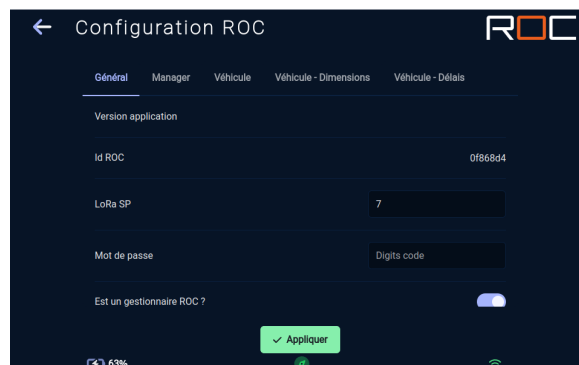 Configuration ROC
ROC
Général Manager Véhicule Véhicule - Dimensions Véhicule - Délais
Version application
Id ROC 0f868d4
LoRa SP 7
Mot de passe Digits code
Est un gestionnaire ROC ?
Appliquer
63%